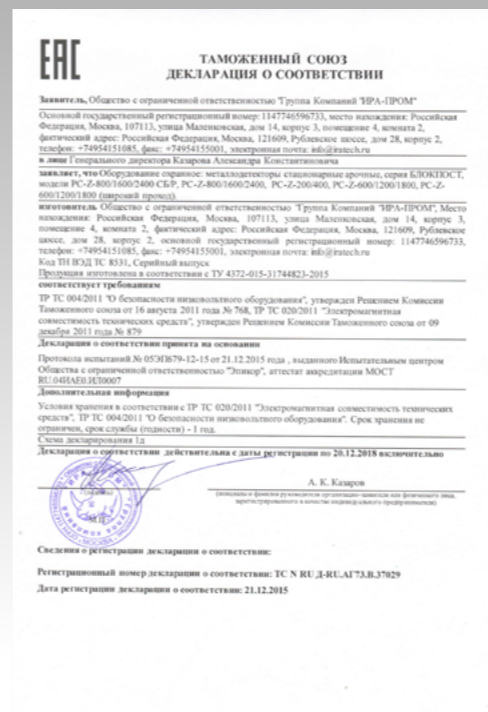 ЕАС
ТАМОЖЕННЫЙ СОЮЗ
ДЕКЛАРАЦИЯ О СООТВЕТСТВИИ
Заявитель, Общество с ограниченной ответственностью "Группа Компаний "ИРА-ПРОМ"
Основной государственный регистрационный номер: 1147746596733, место нахождения: Российская
Федерация, Москва, 107113, улица Маленковская, дом 14, корпус 3, помещение 4, комната 2,
фактический адрес: Российская Федерация, Москва, 121609, Рублевское шоссе, дом 28, корпус 2,
телефон: +74954151085, факс: +74954155001, электронная почта: info@iratech.ru
в лице Генерального директора Казарова Александра Константиновича
заявляет, что Оборудование охранное: металлодетекторы стационарные арочные, серия БЛОКПОСТ,
модели PC-Z-800/1600/2400 СБ/Р, PC-Z-800/1600/2400, PC-Z-200/400, PC-Z-600/1200/1800, PC-Z-
600/1200/1800 (широкий проход).
изготовитель Общество с ограниченной ответственностью "Группа Компаний "ИРА-ПРОМ", Место
нахождения: Российская Федерация, Москва, 107113, улица Маленковская, дом 14, корпус 3,
помещение 4, комната 2, фактический адрес: Российская Федерация, Москва, 121609, Рублевское
шоссе, дом 28, корпус 2, основной государственный регистрационный номер: 1147746596733,
телефон: +74954151085, факс: +74954155001, электронная почта: info@iratech.ru
Код ТН ВЭД ТС 8531, Серийный выпуск
Продукция изготовлена в соответствии с ТУ 4372-015-31744823-2015
соответствует требованиям
ТР ТС 004/2011 "О безопасности низковольтного оборудования", утвержден Решением Комиссии
Таможенного союза от 16 августа 2011 года № 768, ТР ТС 020/2011 "Электромагнитная
совместимость технических средств", утвержден Решением Комиссии Таможенного союза от 09
декабря 2011 года № 879
Декларация о соответствии принята на основании
Протокола испытаний № 05ЭП679-12-15 от 21.12.2015 года , выданного Испытательным центром
Общества с ограниченной ответственностью "Эпикор", аттестат аккредитации МОСТ
RU.04ИАЕ0.ИЛ0007
Дополнительная информация
Условия хранения в соответствии с ТР ТС 020/2011 "Электромагнитная совместимость технических
средств", ТР ТС 004/2011 "О безопасности низковольтного оборудования". Срок хранения не
ограничен, срок службы (годности) - 1 год.
Схема декларирования 1д
Декларация о соответствии действительна с даты регистрации по 20.12.2018 включительно
А. К. Казаров
(инициалы и фамилия руководителя организации-заявителя или физического лица,
зарегистрированного в качестве индивидуального предпринимателя)
Сведения о регистрации декларации о соответствии:
Регистрационный номер декларации о соответствии: ТС N RU Д-RU.АГ73.В.37029
Дата регистрации декларации о соответствии: 21.12.2015